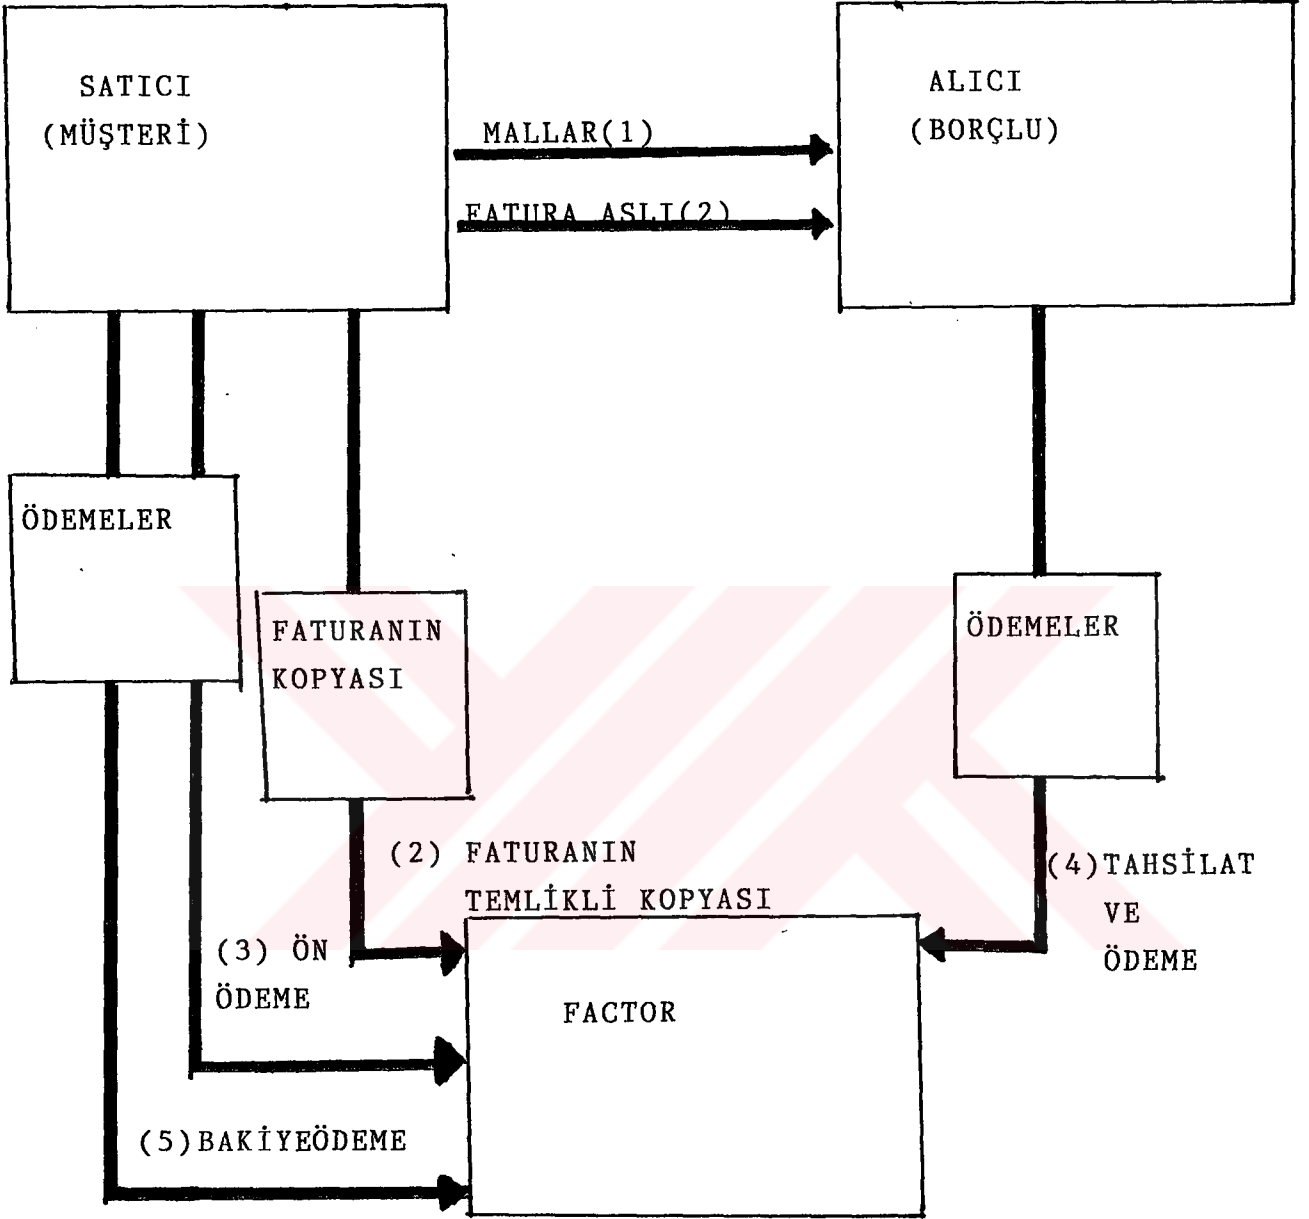 SATICI
(MÜŞTERİ)
ALICI
(BORÇLU)
MALLAR(1)
FATURA ASLI(2)
ÖDEMELER
FATURANIN
KOPYASI
ÖDEMELER
(2) FATURANIN
TEMLİKLİ KOPYASI
(4)TAHSİLAT
VE
ÖDEME
(3) ÖN
ÖDEME
FACTOR
(5)BAKİYEÖDEME